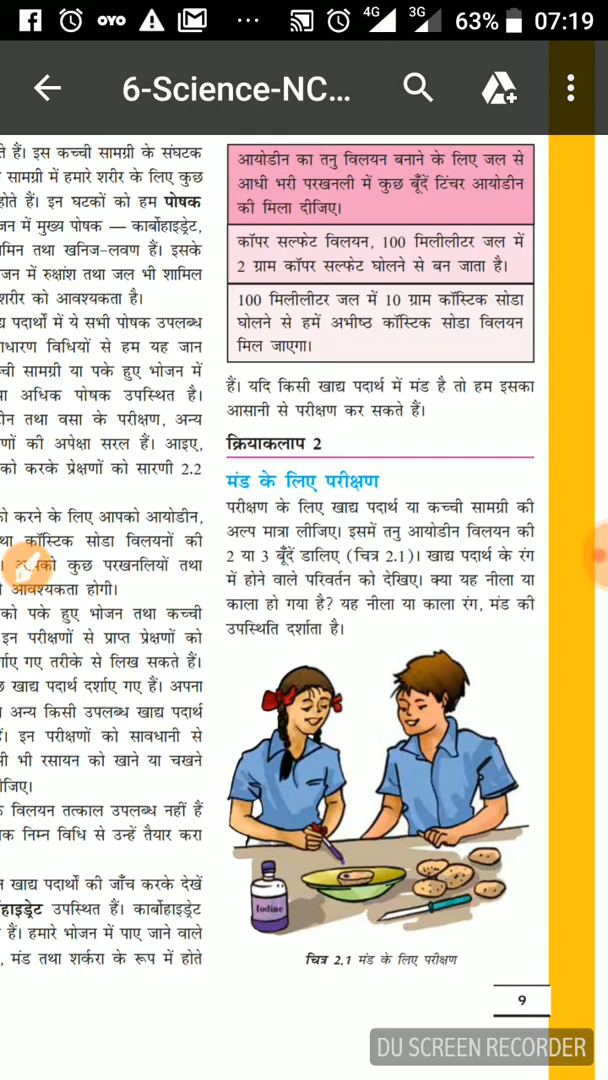 63% 07:19
4G
3G
OYO
6-Science-NC...
ते हैं। इस कच्ची सामग्री के संघटक
सामग्री में हमारे शरीर के लिए कुछ
होते हैं। इन घटकों को हम पोषक
जन में मुख्य पोषक — कार्बोहाइड्रेट,
मिन तथा खनिज-लवण हैं। इसके
जन में रुक्षांश तथा जल भी शामिल
शरीर को आवश्यकता है।
पदार्थों में ये सभी पोषक उपलब्ध
धारण विधियों से हम यह जान
ची सामग्री या पके हुए भोजन में
अधिक पोषक उपस्थित है।
टीन तथा वसा के परीक्षण, अन्य
णों की अपेक्षा सरल हैं। आइए,
को करके प्रेक्षणों को सारणी 2.2
को करने के लिए आपको आयोडीन,
था कॉस्टिक सोडा विलयनों की
को कुछ परखनलियों तथा
आवश्यकता होगी।
को पके हुए भोजन तथा कच्ची
इन परीक्षणों से प्राप्त प्रेक्षणों को
र्शाए गए तरीके से लिख सकते हैं।
खाद्य पदार्थ दर्शाए गए हैं। अपना
अन्य किसी उपलब्ध खाद्य पदार्थ
हैं। इन परीक्षणों को सावधानी से
भी रसायन को खाने या चखने
जिए।
विलयन तत्काल उपलब्ध नहीं हैं
क निम्न विधि से उन्हें तैयार करा
खाद्य पदार्थों की जाँच करके देखें
हाइड्रेट उपस्थित हैं। कार्बोहाइड्रेट
हैं। हमारे भोजन में पाए जाने वाले
, मंड तथा शर्करा के रूप में होते
आयोडीन का तनु विलयन बनाने के लिए जल से
आधी भरी परखनली में कुछ बूँदें टिंचर आयोडीन
की मिला दीजिए।
कॉपर सल्फेट विलयन, 100 मिलीलीटर जल में
2 ग्राम कॉपर सल्फेट घोलने से बन जाता है।
100 मिलीलीटर जल में 10 ग्राम कॉस्टिक सोडा
घोलने से हमें अभीष्ठ कॉस्टिक सोडा विलयन
मिल जाएगा।
हैं। यदि किसी खाद्य पदार्थ में मंड है तो हम इसका
आसानी से परीक्षण कर सकते हैं।
क्रियाकलाप 2
मंड के लिए परीक्षण
परीक्षण के लिए खाद्य पदार्थ या कच्ची सामग्री की
अल्प मात्रा लीजिए। इसमें तनु आयोडीन विलयन की
2 या 3 बूँदें डालिए (चित्र 2.1)। खाद्य पदार्थ के रंग
में होने वाले परिवर्तन को देखिए। क्या यह नीला या
काला हो गया है? यह नीला या काला रंग, मंड की
उपस्थिति दर्शाता है।
Iodine
चित्र 2.1 मंड के लिए परीक्षण
9
DU SCREEN RECORDER